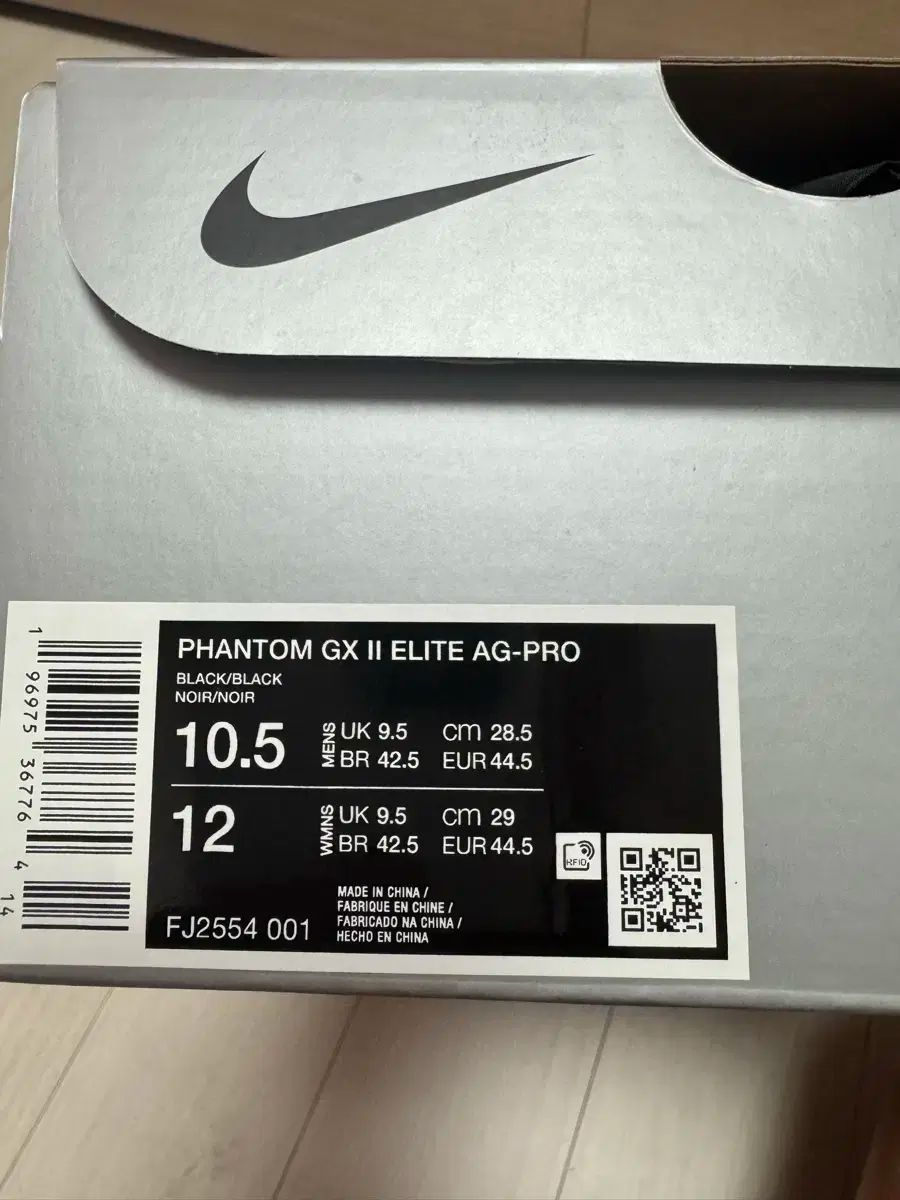 PHANTOM GX II ELITE AG-PRO
BLACK/BLACK
NOIR/NOIR
10.5 MENS UK 9.5 cm 28.5
BR 42.5 EUR 44.5
12 WMNS UK 9.5 cm 29
BR 42.5 EUR 44.5
RFID
FJ2554 001
MADE IN CHINA /
FABRIQUE EN CHINE /
FABRICADO NA CHINA /
HECHO EN CHINA
1 96975 36776 4 14